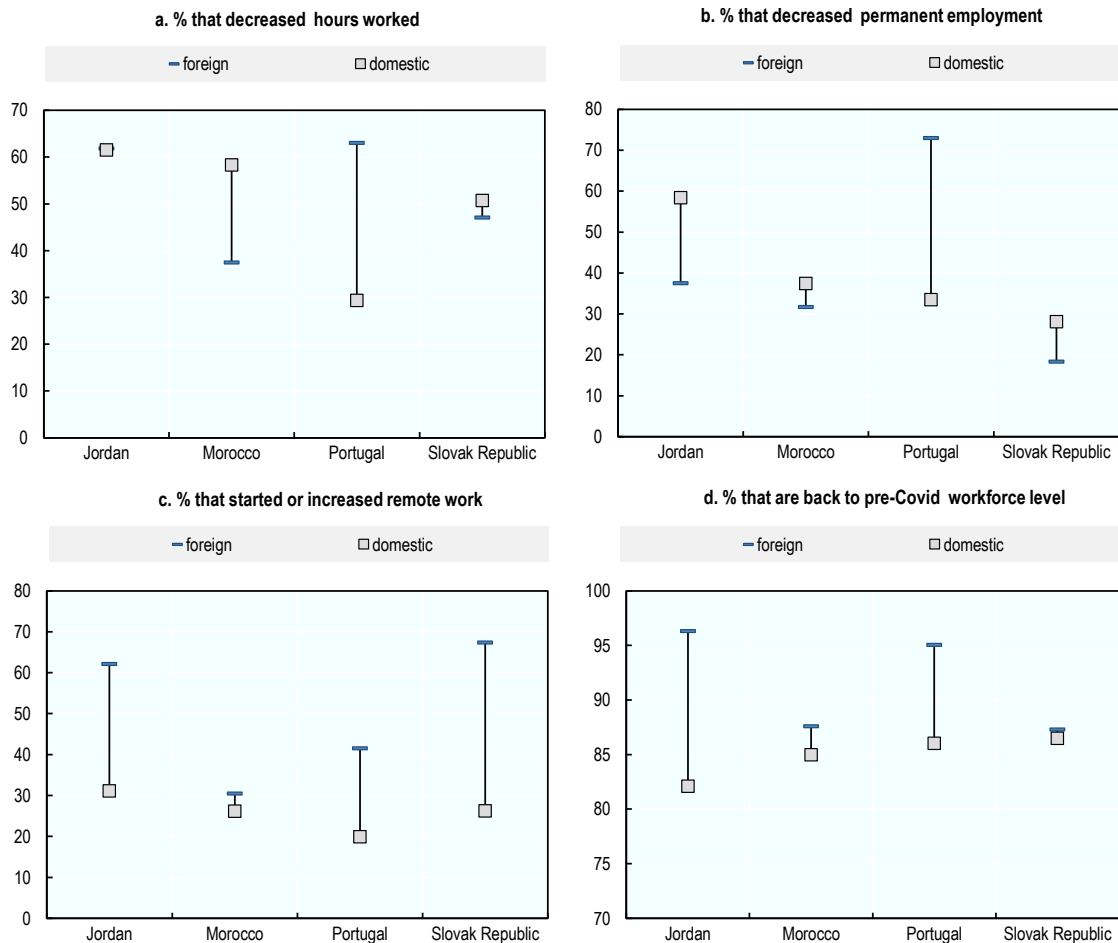 a. % that decreased hours worked
foreign domestic
70
60
50
40
30
20
10
0
Jordan Morocco Portugal Slovak Republic
b. % that decreased permanent employment
foreign domestic
80
70
60
50
40
30
20
10
0
Jordan Morocco Portugal Slovak Republic
c. % that started or increased remote work
foreign domestic
80
70
60
50
40
30
20
10
0
Jordan Morocco Portugal Slovak Republic
d. % that are back to pre-Covid workforce level
foreign domestic
100
95
90
85
80
75
70
Jordan Morocco Portugal Slovak Republic